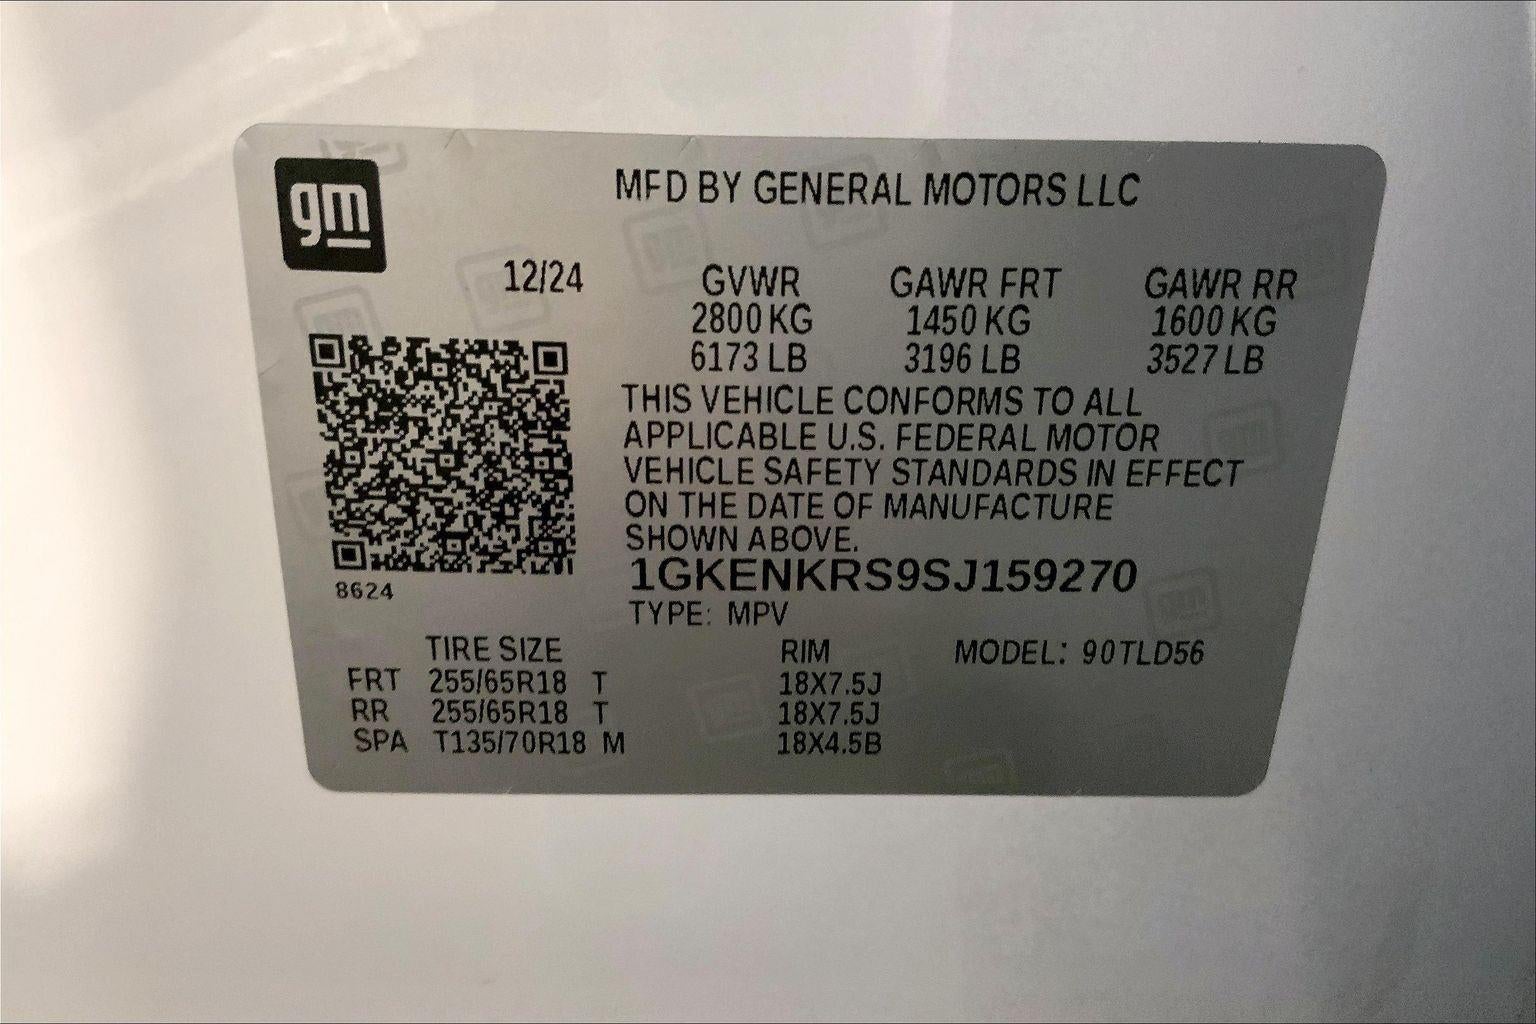 gm
MFD BY GENERAL MOTORS LLC
12/24
GVWR GAWR FRT GAWR RR
2800 KG 1450 KG 1600 KG
6173 LB 3196 LB 3527 LB
THIS VEHICLE CONFORMS TO ALL
APPLICABLE U.S. FEDERAL MOTOR
VEHICLE SAFETY STANDARDS IN EFFECT
ON THE DATE OF MANUFACTURE
SHOWN ABOVE.
1GKENKRS9SJ159270
8624
TYPE: MPV
TIRE SIZE RIM MODEL: 90TLD56
FRT 255/65R18 T 18X7.5J
RR 255/65R18 T 18X7.5J
SPA T135/70R18 M 18X4.5B